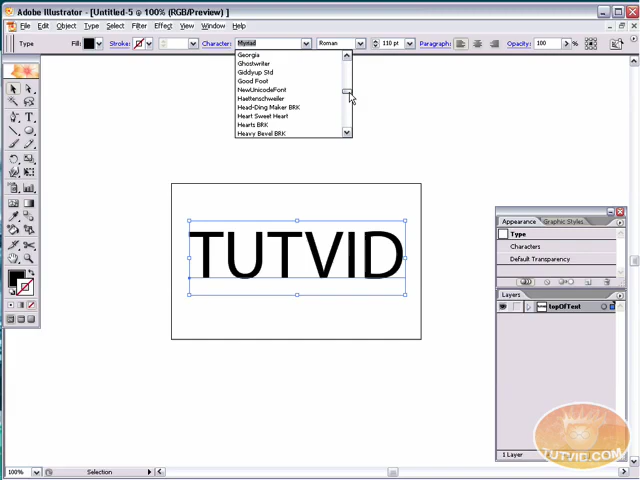 Adobe Illustrator - [Untitled-5 @ 100% (RGB/Preview) ]
File Edit Object Type Select Filter Effect View Window Help
Type Fill: Stroke: Character: Myriad Roman 110 pt Paragraph: Opacity: 100 %
Georgia
Ghostwriter
Giddyup Std
Good Foot
NewUnicodeFont
Haettenschweiler
Head-Ding Maker BRK
Heart Sweet Heart
Hearts BRK
Heavy Bevel BRK
TUTVID
Appearance Graphic Styles
Type
Characters
Default Transparency
Layers
topOfText
1 Layer
TUTVID.COM
100% Selection